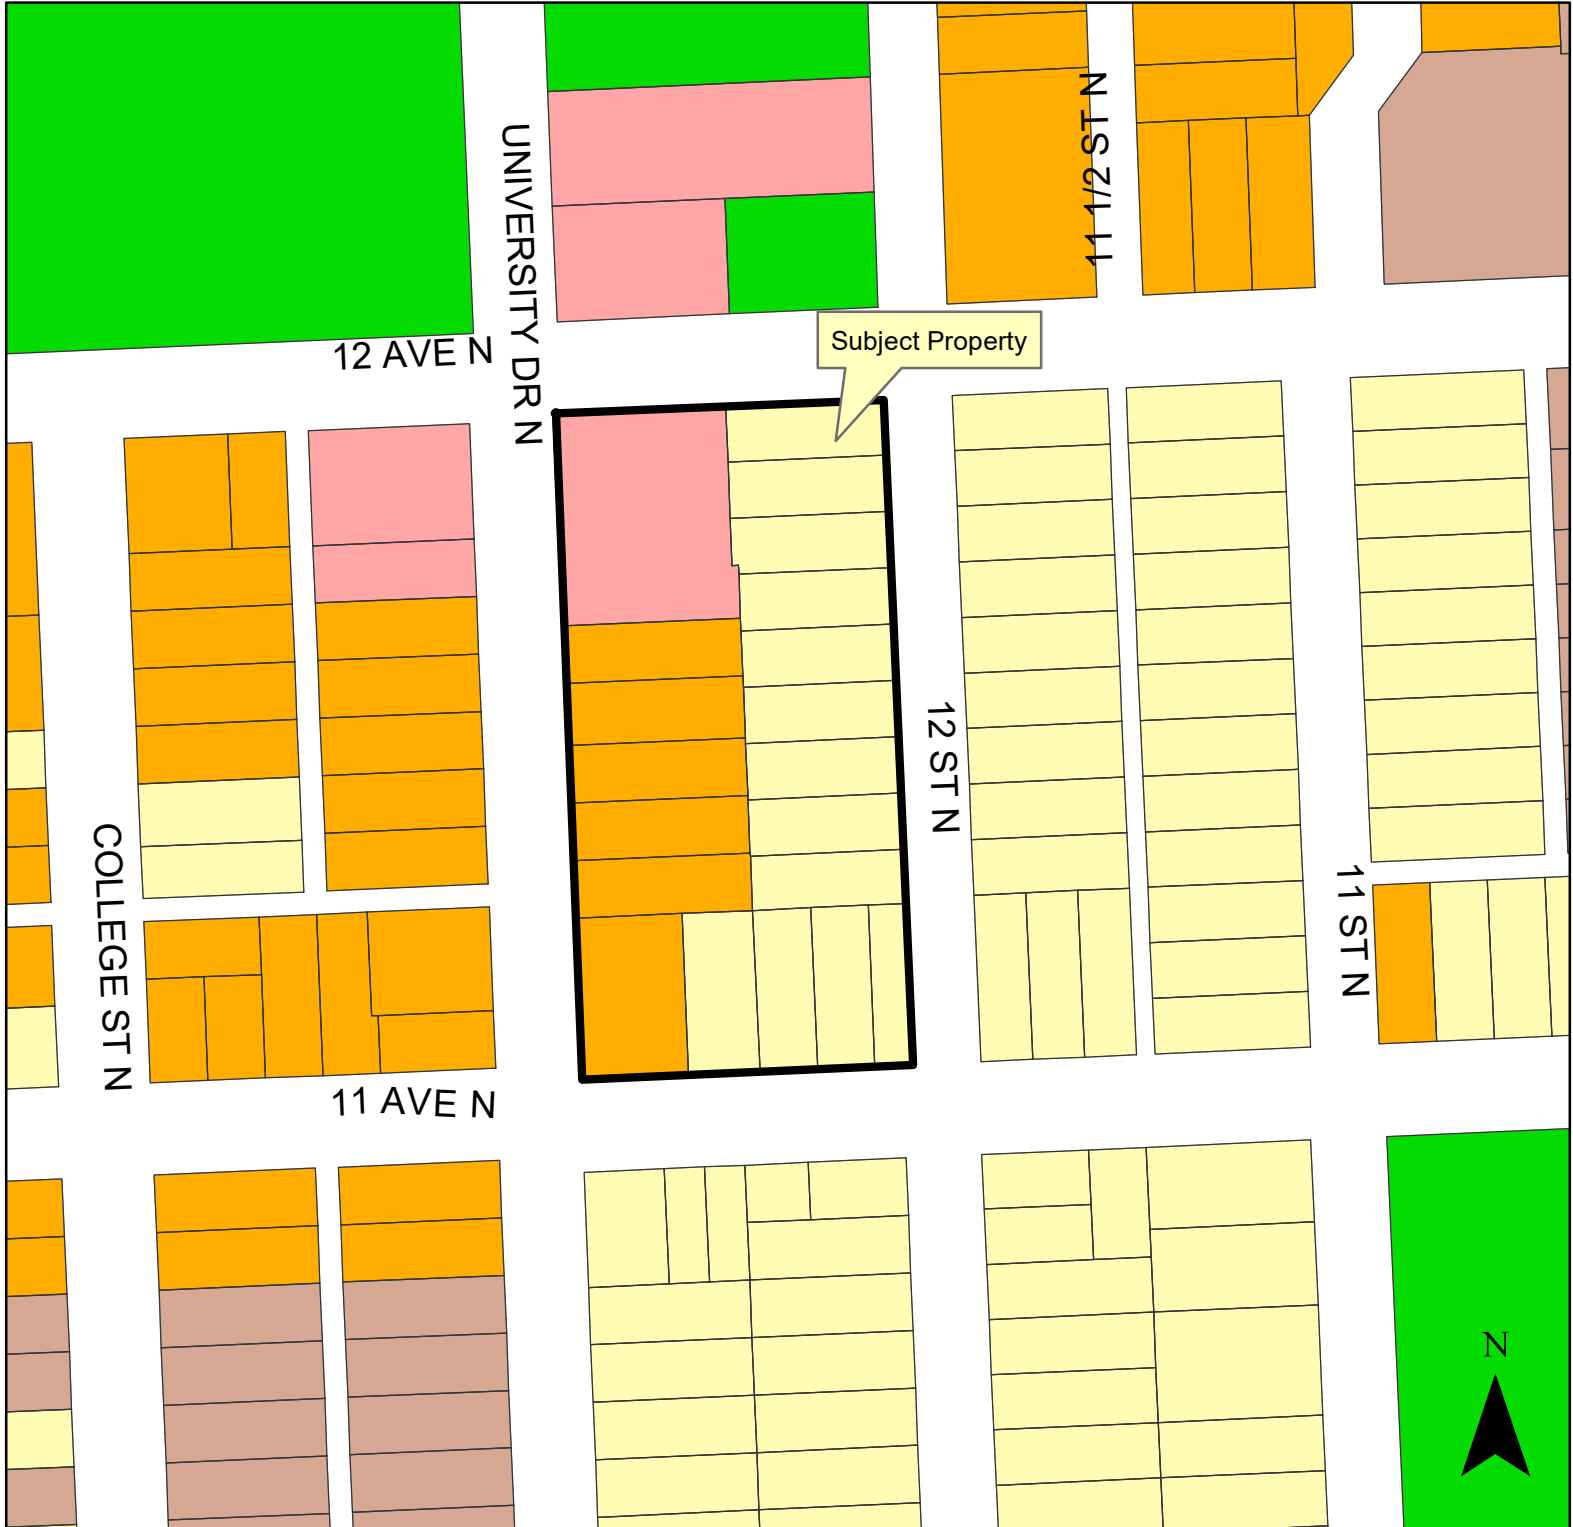 UNIVERSITY DR N
11 1/2 ST N
12 AVE N
Subject Property
12 ST N
COLLEGE ST N
11 ST N
11 AVE N
N